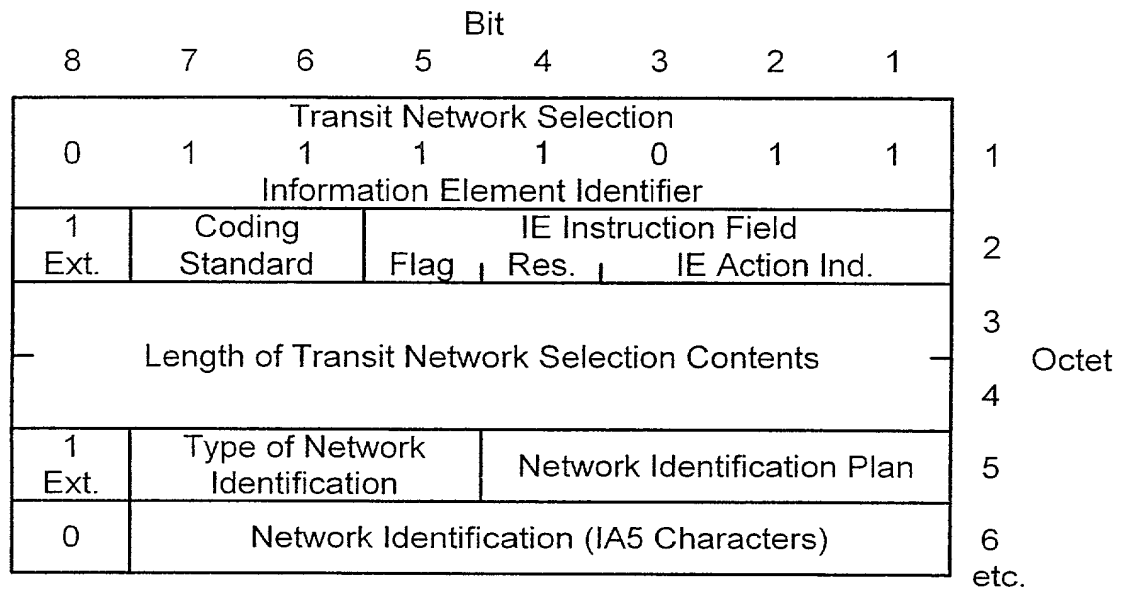 Bit
8 7 6 5 4 3 2 1
Transit Network Selection
0 1 1 1 1 0 1 1 1
Information Element Identifier
1 Coding IE Instruction Field
Ext. Standard Flag Res. IE Action Ind. 2
3
Length of Transit Network Selection Contents Octet
4
1 Type of Network
Ext. Identification Network Identification Plan 5
0 Network Identification (IA5 Characters) 6
etc.